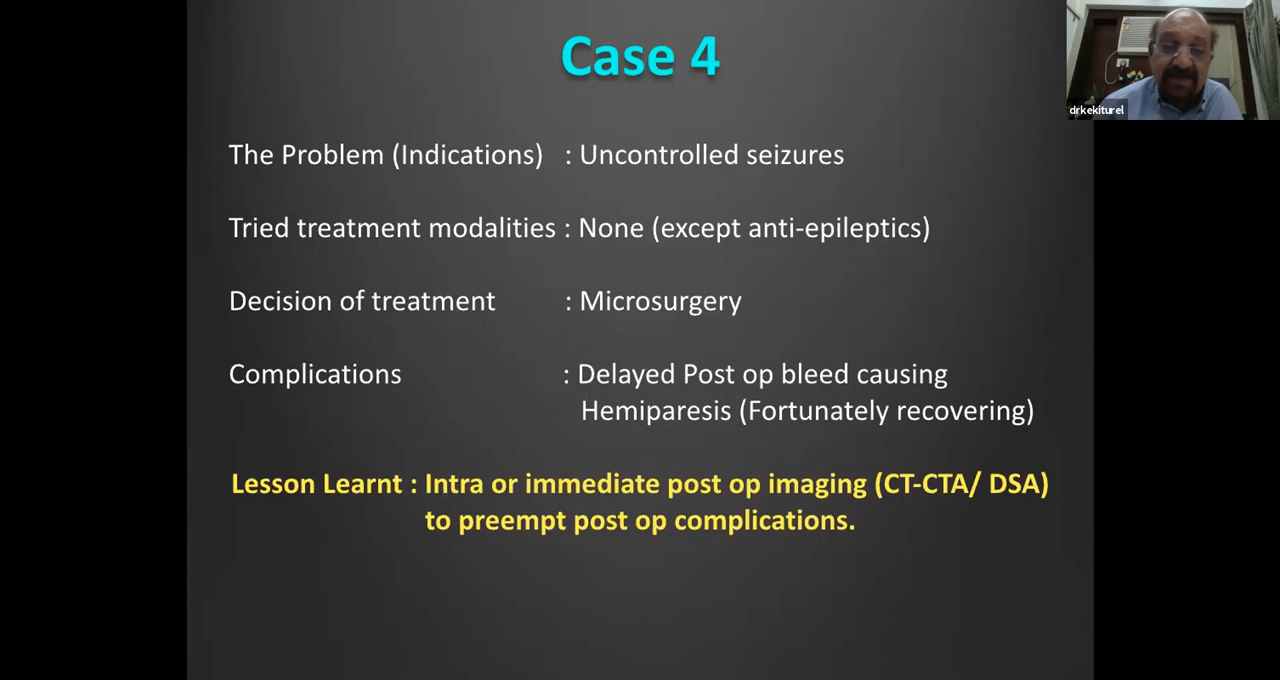 Case 4
drkekiturel
The Problem (Indications) : Uncontrolled seizures
Tried treatment modalities : None (except anti-epileptics)
Decision of treatment : Microsurgery
Complications : Delayed Post op bleed causing
Hemiparesis (Fortunately recovering)
Lesson Learnt : Intra or immediate post op imaging (CT-CTA/ DSA)
to preempt post op complications.